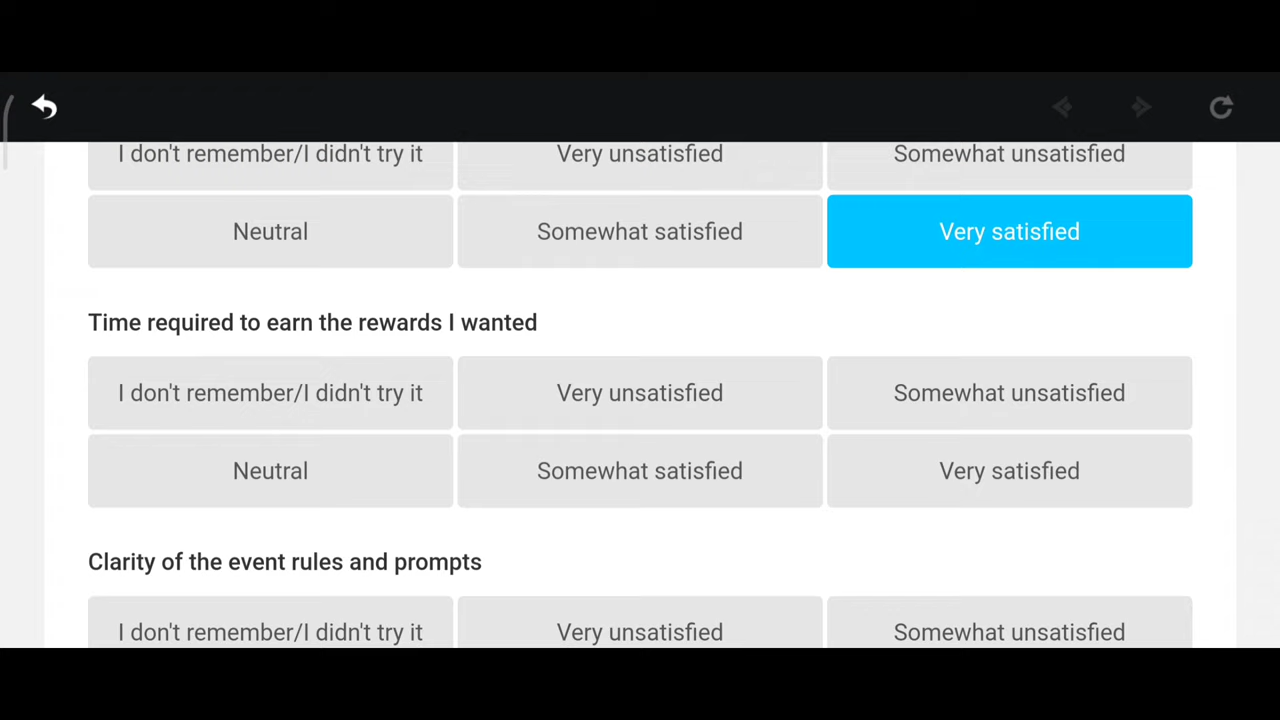 I don't remember/I didn't try it Very unsatisfied Somewhat unsatisfied
Neutral Somewhat satisfied Very satisfied
Time required to earn the rewards I wanted
I don't remember/I didn't try it Very unsatisfied Somewhat unsatisfied
Neutral Somewhat satisfied Very satisfied
Clarity of the event rules and prompts
I don't remember/I didn't try it Very unsatisfied Somewhat unsatisfied